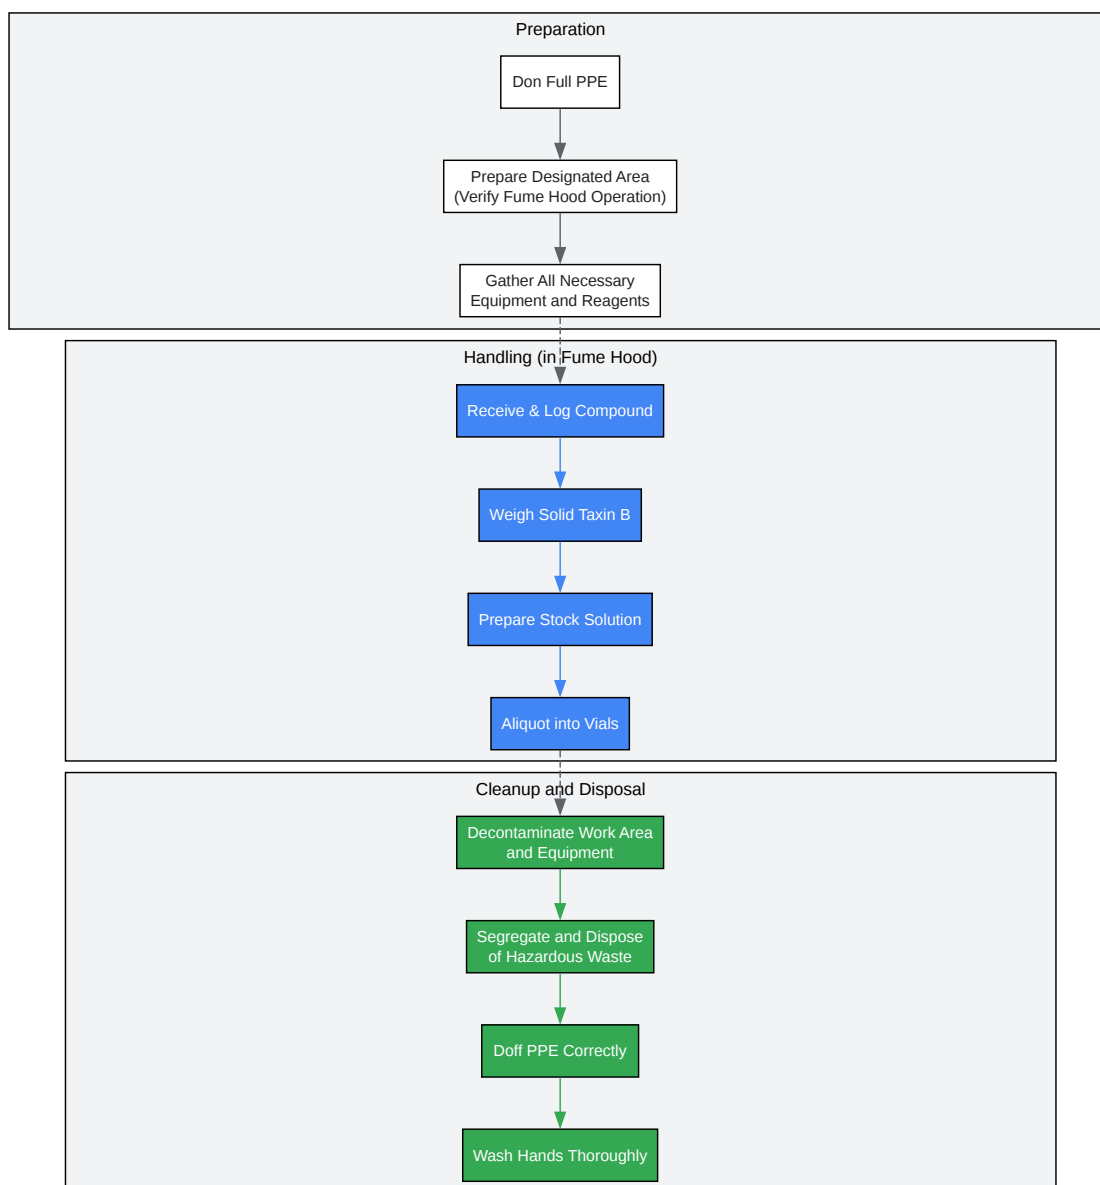 Preparation
Don Full PPE
Prepare Designated Area
(Verify Fume Hood Operation)
Gather All Necessary
Equipment and Reagents
Handling (in Fume Hood)
Receive & Log Compound
Weigh Solid Taxin B
Prepare Stock Solution
Aliquot into Vials
Cleanup and Disposal
Decontaminate Work Area
and Equipment
Segregate and Dispose
of Hazardous Waste
Doff PPE Correctly
Wash Hands Thoroughly